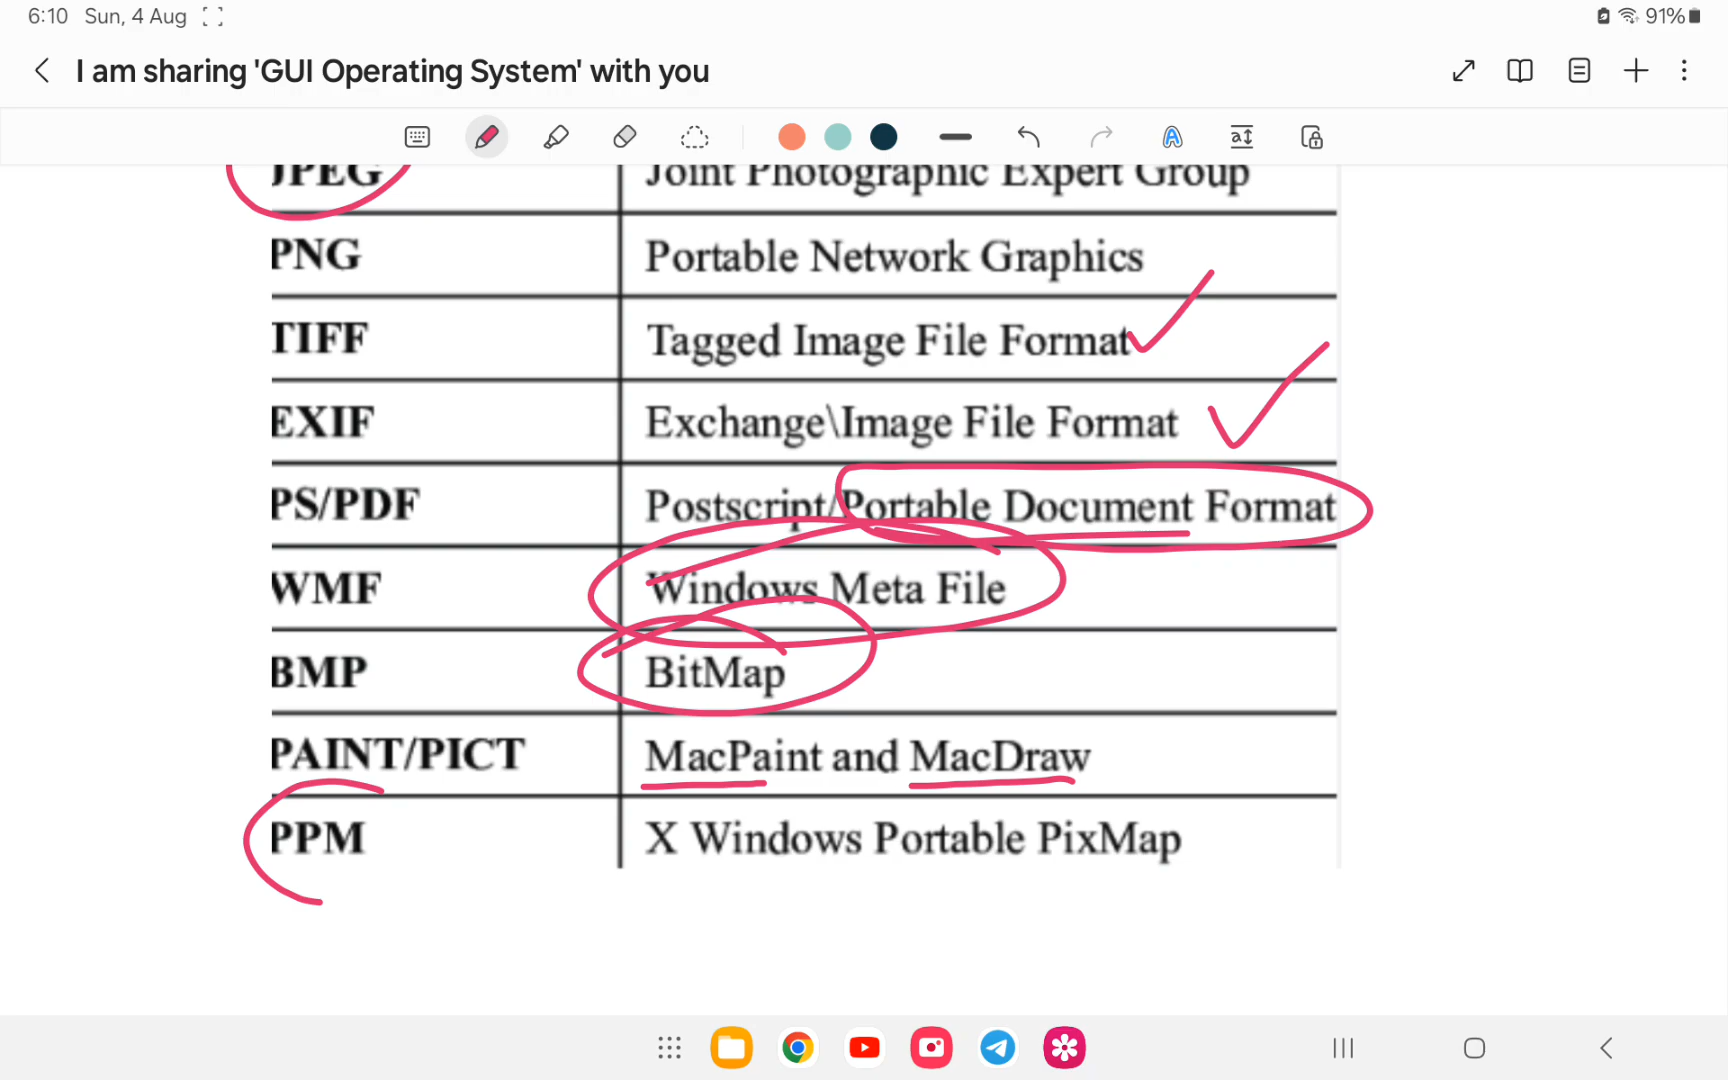 6:10 Sun, 4 Aug 91%
I am sharing 'GUI Operating System' with you
JPEG Joint Photographic Expert Group
PNG Portable Network Graphics
TIFF Tagged Image File Format
EXIF Exchange\Image File Format
PS/PDF Postscript/Portable Document Format
WMF Windows Meta File
BMP BitMap
PAINT/PICT MacPaint and MacDraw
PPM X Windows Portable PixMap